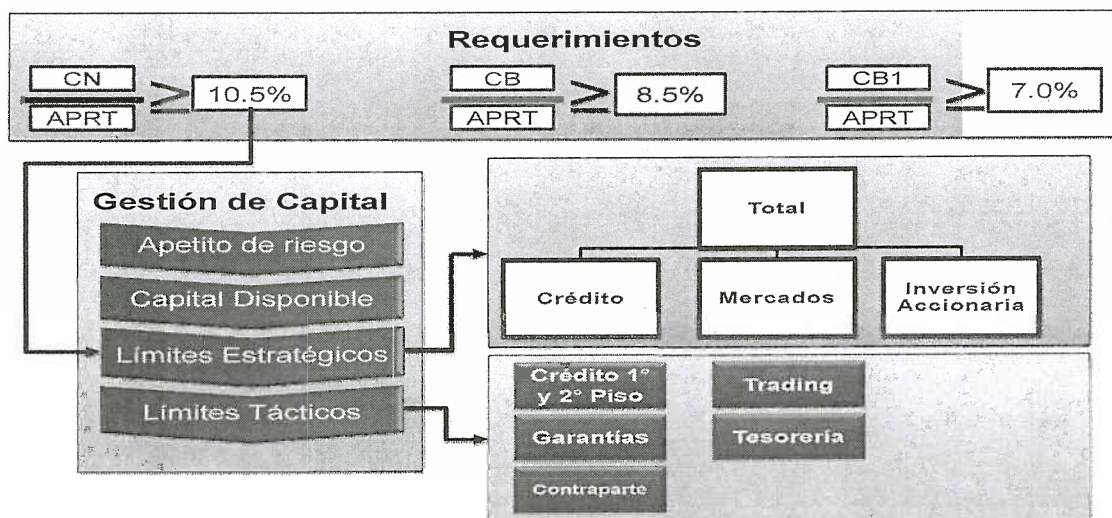 Requerimientos
CN
APRT
≥
10.5%
CB
APRT
≥
8.5%
CB1
APRT
≥
7.0%
Gestión de Capital
Apetito de riesgo
Capital Disponible
Límites Estratégicos
Límites Tácticos
Total
Crédito
Mercados
Inversión
Accionaria
Crédito 1°
y 2° Piso
Garantías
Contraparte
Trading
Tesorería